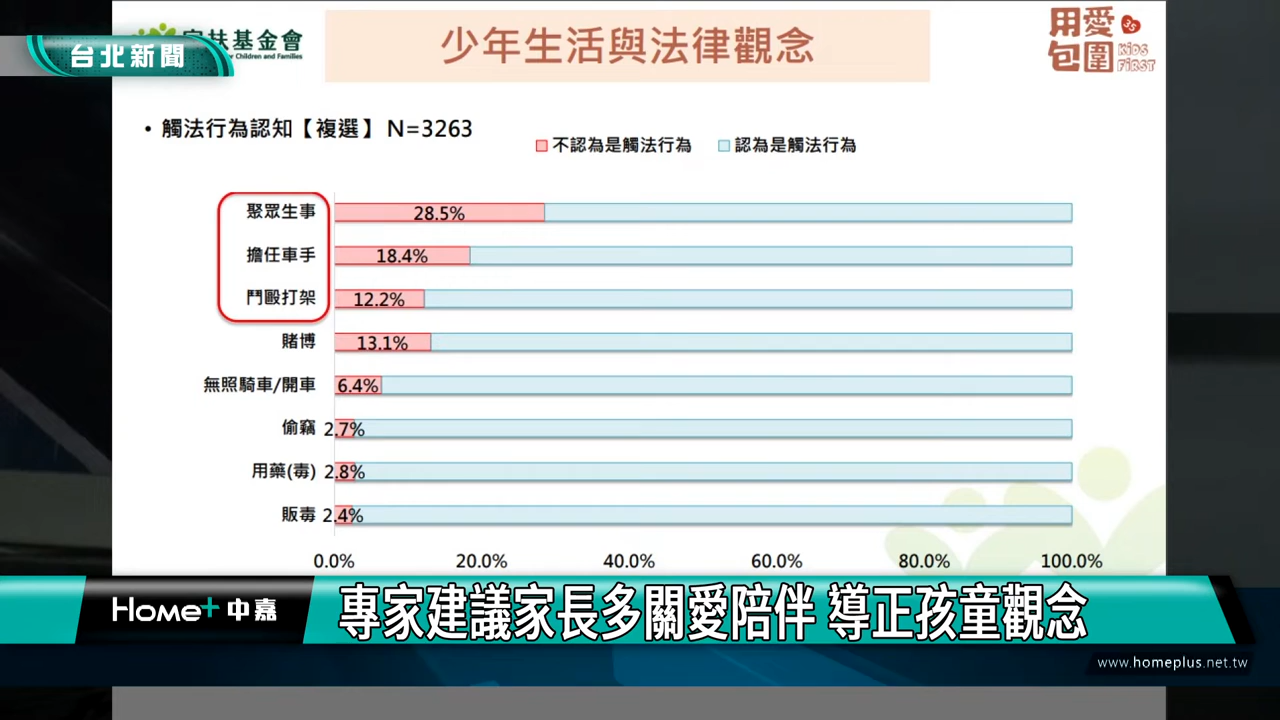 台北新聞
扶基金會
for Children and Families
少年生活與法律觀念
用愛包圍
35
KiDS FiRST
• 觸法行為認知【複選】 N=3263
不認為是觸法行為 認為是觸法行為
聚眾生事 28.5%
擔任車手 18.4%
鬥毆打架 12.2%
賭博 13.1%
無照騎車/開車 6.4%
偷竊 2.7%
用藥(毒) 2.8%
販毒 2.4%
0.0% 20.0% 40.0% 60.0% 80.0% 100.0%
Home+ 中嘉
專家建議家長多關愛陪伴 導正孩童觀念
www.homeplus.net.tw